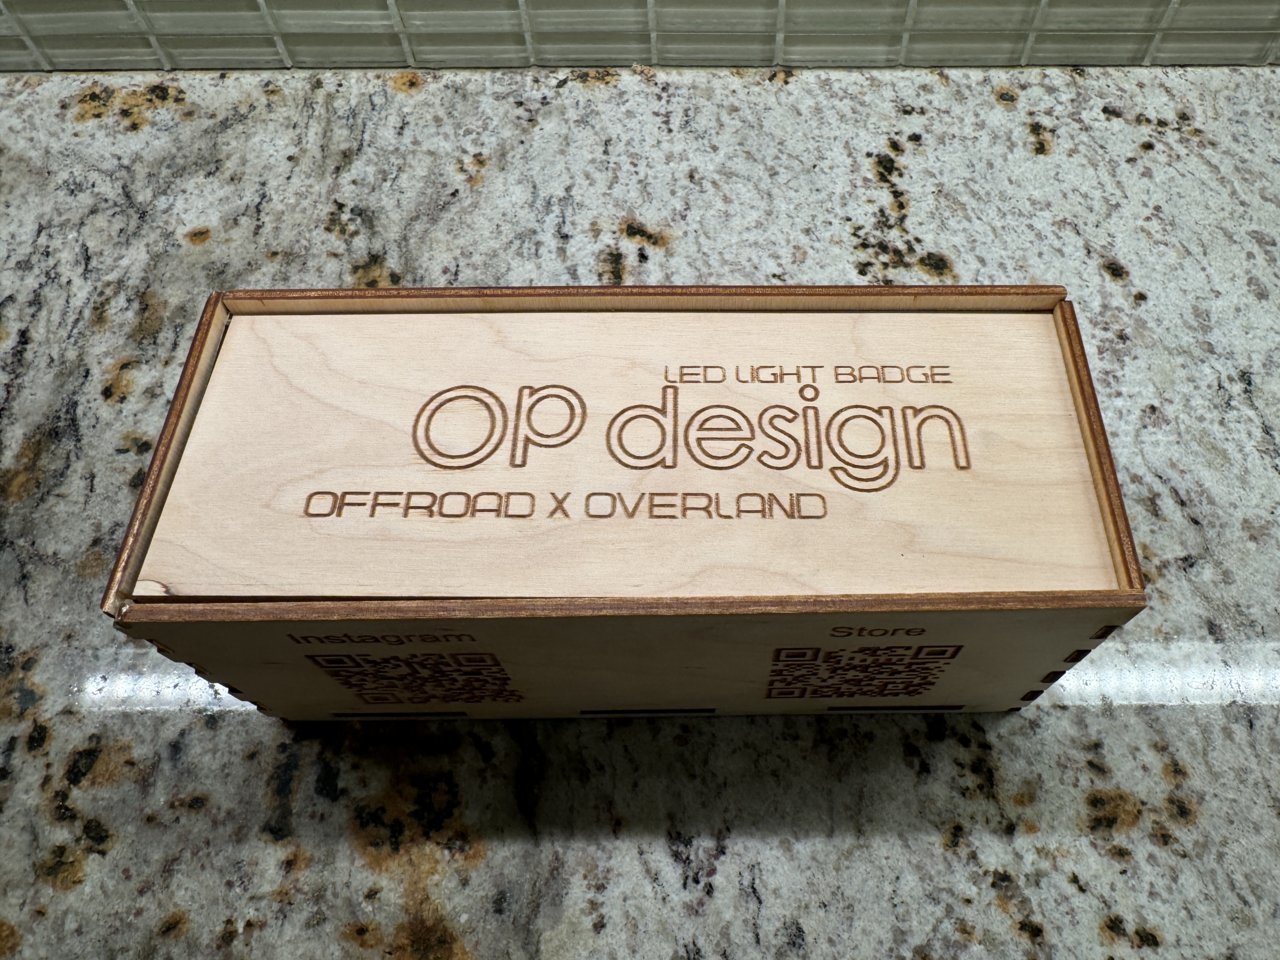 LED LIGHT BADGE
op design
OFFROAD X OVERLAND
Instagram
Store